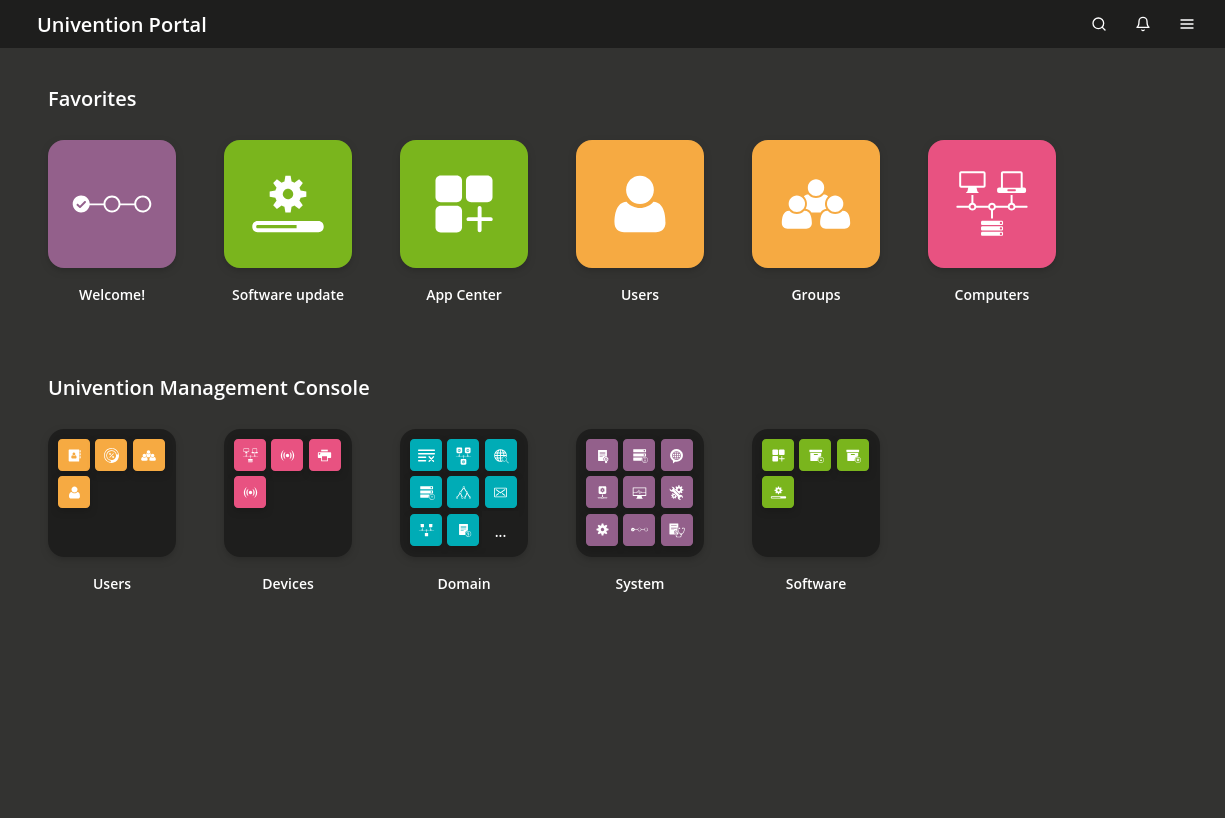 Univention Portal
Favorites
Welcome!
Software update
App Center
Users
Groups
Computers
Univention Management Console
...
Users
Devices
Domain
System
Software